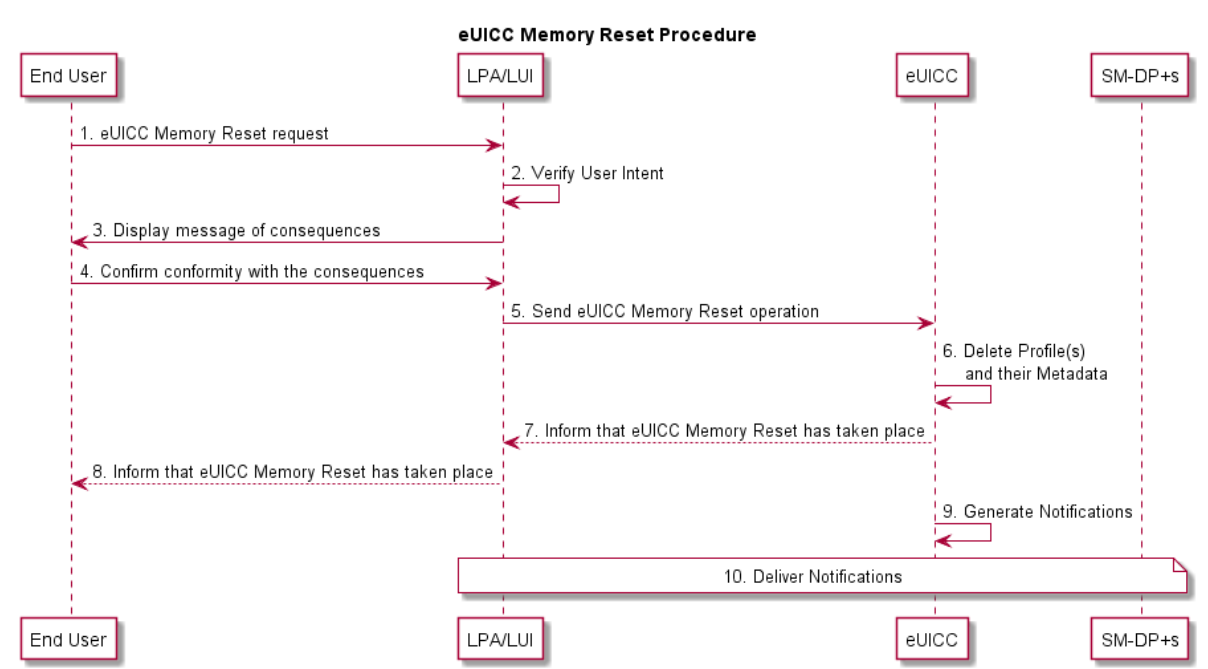 eUICC Memory Reset Procedure
End User
LPA/LUI
eUICC
SM-DP+s
1. eUICC Memory Reset request
2. Verify User Intent
3. Display message of consequences
4. Confirm conformity with the consequences
5. Send eUICC Memory Reset operation
6. Delete Profile(s)
and their Metadata
7. Inform that eUICC Memory Reset has taken place
8. Inform that eUICC Memory Reset has taken place
9. Generate Notifications
10. Deliver Notifications
End User
LPA/LUI
eUICC
SM-DP+s